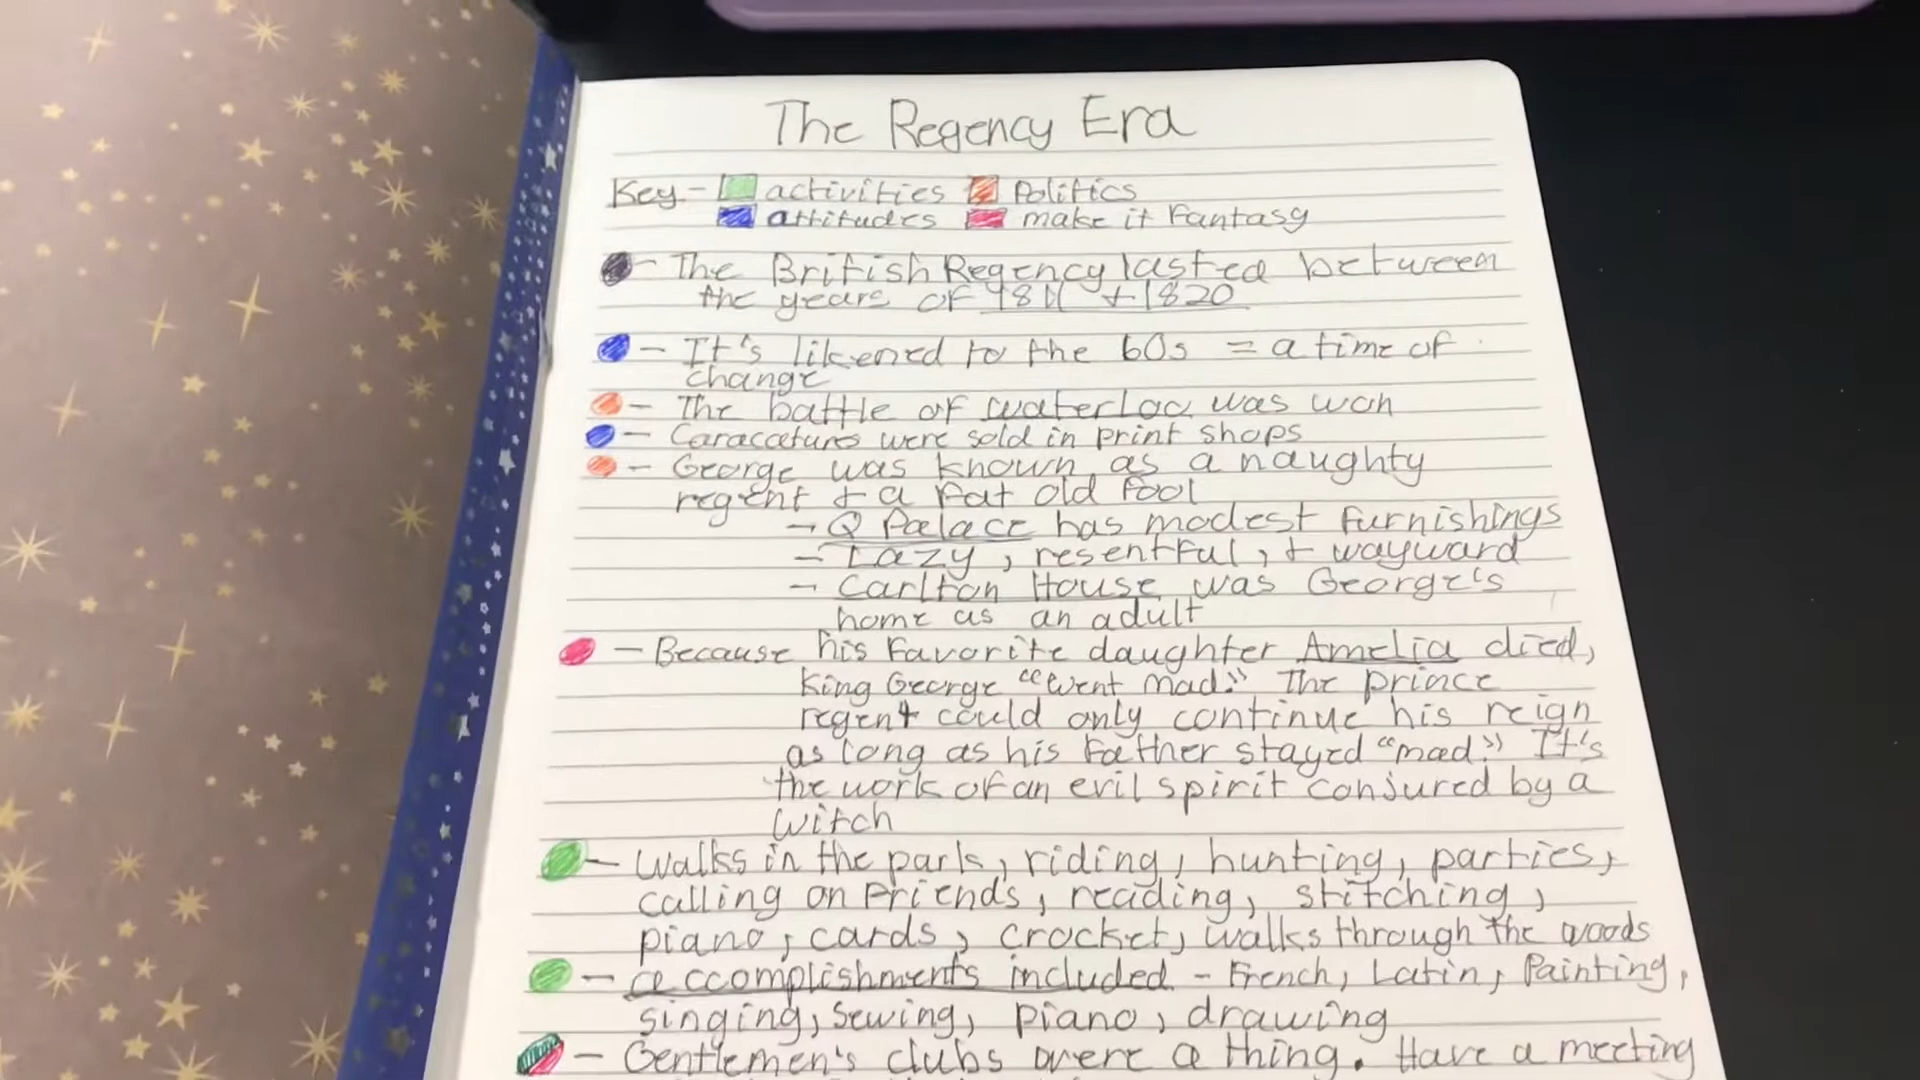 The Regency Era
Key - activities Politics
attitudes make it Fantasy
- The British Regency lasted between
the years of 1811 + 1820
- It's likened to the 60s = a time of
change
- The battle of Waterloo was won
- Caraccatures were sold in print shops
- George was known as a naughty
regent + a fat old fool
→ Q Palace has modest furnishings
- Lazy, resentful, + wayward
- Carlton House was George's
home as an adult
- Because his favorite daughter Amelia died,
King George "went mad." The prince
regent could only continue his reign
as long as his father stayed "mad." It's
the work of an evil spirit conjured by a
witch
- Walks in the park, riding, hunting, parties,
calling on friends, reading, stitching,
piano, cards, crocket, walks through the woods
- accomplishments included - French, Latin, Painting,
singing, sewing, piano, drawing
- Gentlemen's clubs were a thing. Have a meeting